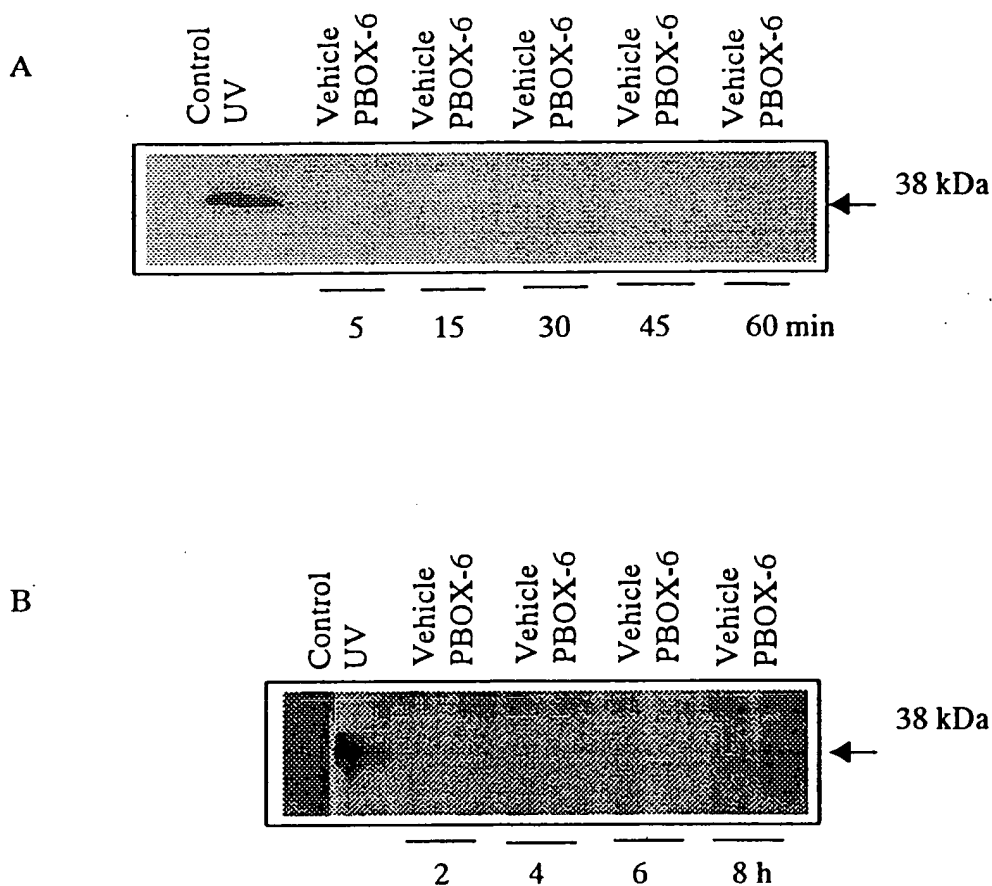 A
Control
UV
Vehicle
PBOX-6
Vehicle
PBOX-6
Vehicle
PBOX-6
Vehicle
PBOX-6
Vehicle
PBOX-6
38 kDa
5 15 30 45 60 min
B
Control
UV
Vehicle
PBOX-6
Vehicle
PBOX-6
Vehicle
PBOX-6
Vehicle
PBOX-6
38 kDa
2 4 6 8 h